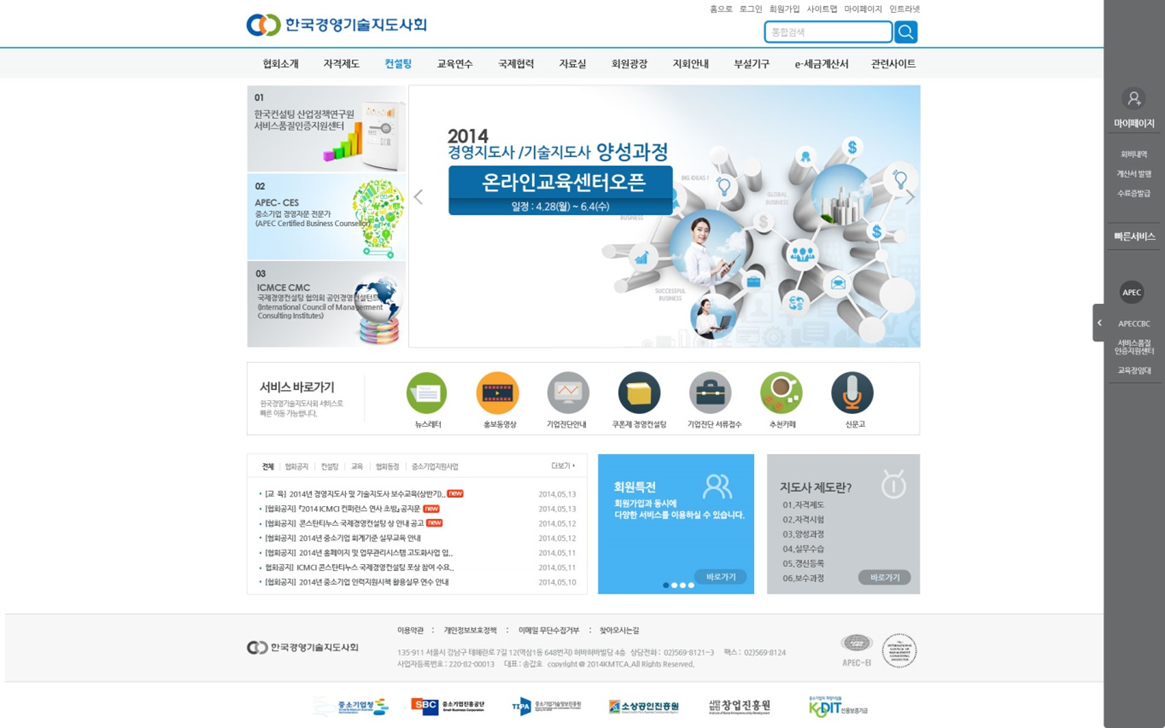 홈으로 로그인 회원가입 사이트맵 마이페이지 인트라넷
한국경영기술지도사회
통합검색
협회소개 자격제도 컨설팅 교육연수 국제협력 자료실 회원광장 지회안내 부설기구 e-세금계산서 관련사이트
01
한국컨설팅 산업정책연구원
서비스품질인증지원센터
02
APEC- CES
중소기업 경영자문 전문가
(APEC Certified Business Counsellor)
03
ICMCE CMC
국제경영컨설팅 협의회 공인경영컨설턴트
(International Council of Management
Consulting Institutes)
2014
경영지도사 /기술지도사 양성과정
온라인교육센터오픈
일정 : 4.28(월) ~ 6.4(수)
BUSINESS
BIG IDEAS !
GLOBAL
BUSINESS
SUCCESSFUL
BUSINESS
마이페이지
회비내역
계산서 발행
수료증발급
빠른서비스
APEC
APECCBC
서비스품질
인증지원센터
교육장임대
서비스 바로가기
한국경영기술지도사회 서비스로
빠른 이동 가능합니다.
뉴스레터 홍보동영상 기업진단안내 쿠폰제 경영컨설팅 기업진단 서류접수 추천카페 신문고
전체 협회공지 컨설팅 교육 협회동정 중소기업지원사업 더보기
[교 육] 2014년 경영지도사 및 기술지도사 보수교육(상반기).. new 2014.05.13
[협회공지] 『2014 ICMCI 컨퍼런스 연사 초빙』 공지문 new 2014.05.13
[협회공지] 콘스탄티누스 국제경영컨설팅 상 안내 공고 new 2014.05.12
[협회공지] 2014년 중소기업 회계기준 실무교육 안내 2014.05.12
[협회공지] 2014년 홈페이지 및 업무관리시스템 고도화사업 입.. 2014.05.11
협회공지] ICMCI 콘스탄티누스 국제경영컨설팅 포상 참여 수요.. 2014.05.11
[협회공지] 2014년 중소기업 인력지원시책 활용실무 연수 안내 2014.05.10
회원특전
회원가입과 동시에
다양한 서비스를 이용하실 수 있습니다.
바로가기
지도사 제도란?
01.자격제도
02.자격시험
03.양성과정
04.실무수습
05.갱신등록
06.보수과정
바로가기
이용약관 : 개인정보보호정책 : 이메일 무단수집거부 : 찾아오시는길
한국경영기술지도사회
135-911 서울시 강남구 테헤란로 7길 12(역삼1동 648번지) 허바허바빌딩 4층 상담전화 : 02)569-8121~3 팩스 : 02)569-8124
사업자등록번호 : 220-82-00013 대표 : 송갑호 copyright @ 2014KMTCA.All Rights Reserved.
APEC-EI
중소기업청
SBC 중소기업진흥공단
TIPA 중소기업기술정보진흥원
소상공인진흥원
창업진흥원
KODIT 신용보증기금